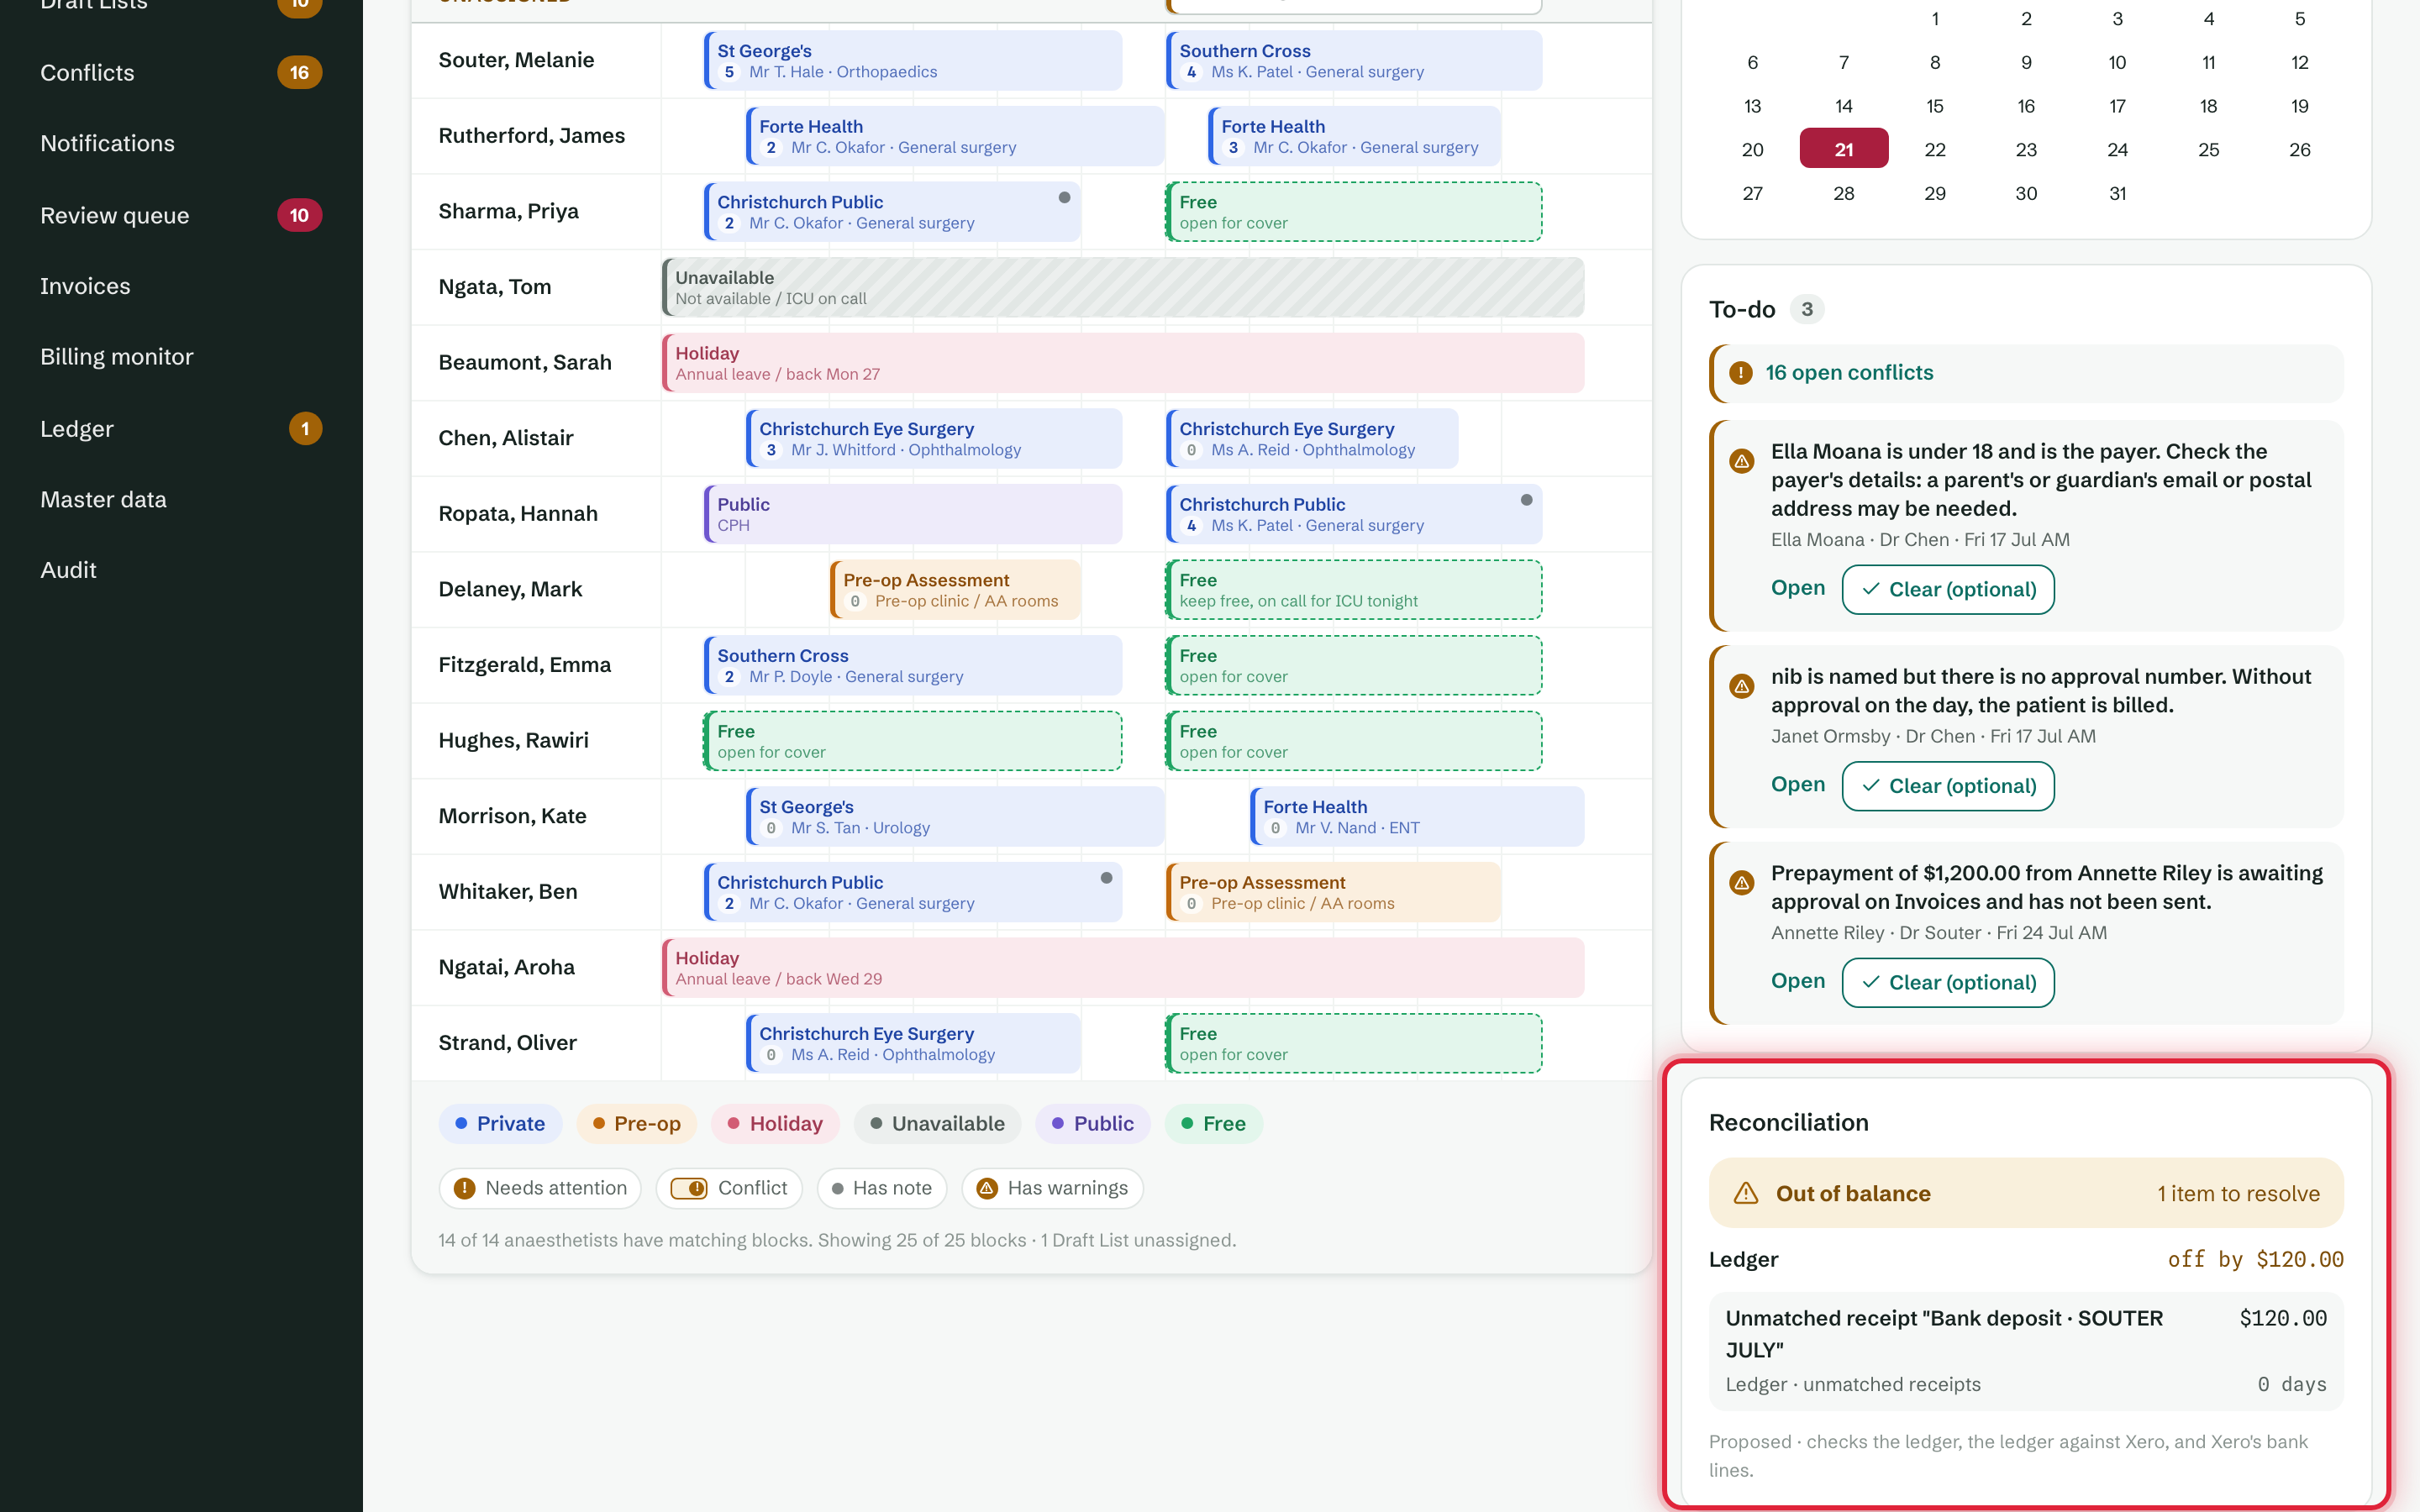 Draft Lists 10
Conflicts 16
Notifications
Review queue 10
Invoices
Billing monitor
Ledger 1
Master data
Audit
UNASSIGNED
Souter, Melanie
St George's
5 Mr T. Hale · Orthopaedics
Southern Cross
4 Ms K. Patel · General surgery
Rutherford, James
Forte Health
2 Mr C. Okafor · General surgery
Forte Health
3 Mr C. Okafor · General surgery
Sharma, Priya
Christchurch Public
2 Mr C. Okafor · General surgery
Free
open for cover
Ngata, Tom
Unavailable
Not available / ICU on call
Beaumont, Sarah
Holiday
Annual leave / back Mon 27
Chen, Alistair
Christchurch Eye Surgery
3 Mr J. Whitford · Ophthalmology
Christchurch Eye Surgery
0 Ms A. Reid · Ophthalmology
Ropata, Hannah
Public
CPH
Christchurch Public
4 Ms K. Patel · General surgery
Delaney, Mark
Pre-op Assessment
0 Pre-op clinic / AA rooms
Free
keep free, on call for ICU tonight
Fitzgerald, Emma
Southern Cross
2 Mr P. Doyle · General surgery
Free
open for cover
Hughes, Rawiri
Free
open for cover
Free
open for cover
Morrison, Kate
St George's
0 Mr S. Tan · Urology
Forte Health
0 Mr V. Nand · ENT
Whitaker, Ben
Christchurch Public
2 Mr C. Okafor · General surgery
Pre-op Assessment
0 Pre-op clinic / AA rooms
Ngatai, Aroha
Holiday
Annual leave / back Wed 29
Strand, Oliver
Christchurch Eye Surgery
0 Ms A. Reid · Ophthalmology
Free
open for cover
Private Pre-op Holiday Unavailable Public Free
Needs attention Conflict Has note Has warnings
14 of 14 anaesthetists have matching blocks. Showing 25 of 25 blocks · 1 Draft List unassigned.
1 2 3 4 5
6 7 8 9 10 11 12
13 14 15 16 17 18 19
20 21 22 23 24 25 26
27 28 29 30 31
To-do 3
16 open conflicts
Ella Moana is under 18 and is the payer. Check the
payer's details: a parent's or guardian's email or postal
address may be needed.
Ella Moana · Dr Chen · Fri 17 Jul AM
Open Clear (optional)
nib is named but there is no approval number. Without
approval on the day, the patient is billed.
Janet Ormsby · Dr Chen · Fri 17 Jul AM
Open Clear (optional)
Prepayment of $1,200.00 from Annette Riley is awaiting
approval on Invoices and has not been sent.
Annette Riley · Dr Souter · Fri 24 Jul AM
Open Clear (optional)
Reconciliation
Out of balance 1 item to resolve
Ledger off by $120.00
Unmatched receipt "Bank deposit · SOUTER $120.00
JULY"
Ledger · unmatched receipts 0 days
Proposed · checks the ledger, the ledger against Xero, and Xero's bank
lines.